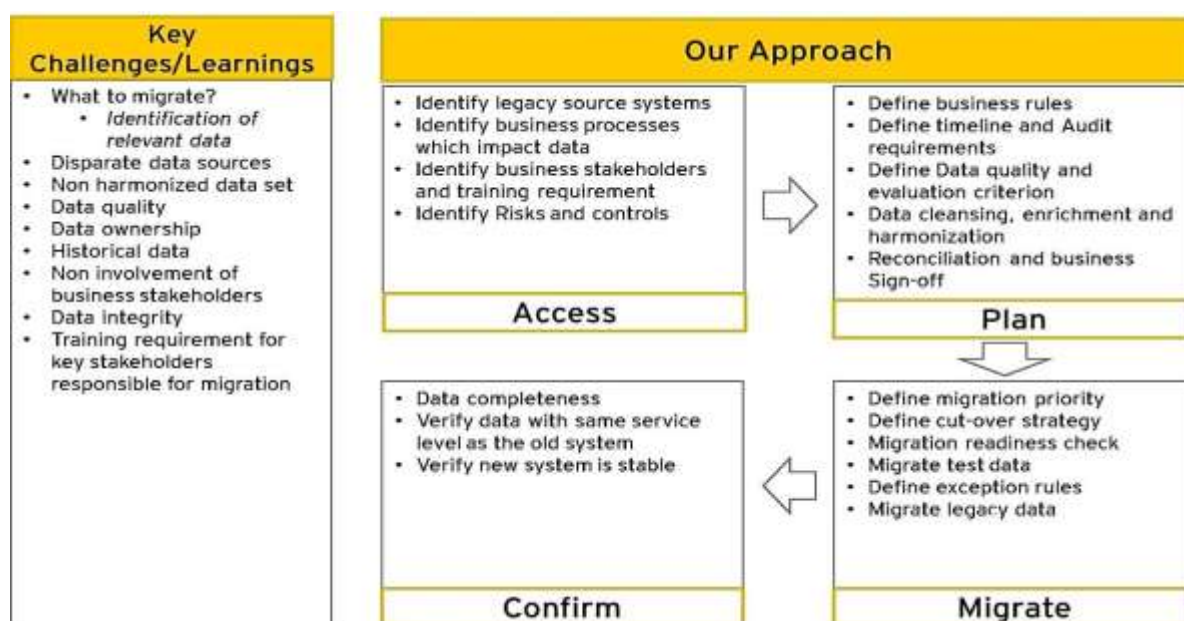 Key
Challenges/Learnings
• What to migrate?
• Identification of
relevant data
• Disparate data sources
• Non harmonized data set
• Data quality
• Data ownership
• Historical data
• Non involvement of
business stakeholders
• Data integrity
• Training requirement for
key stakeholders
responsible for migration
Our Approach
• Identify legacy source systems
• Identify business processes
which impact data
• Identify business stakeholders
and training requirement
• Identify Risks and controls
Access
• Define business rules
• Define timeline and Audit
requirements
• Define Data quality and
evaluation criterion
• Data cleansing, enrichment and
harmonization
• Reconciliation and business
Sign-off
Plan
• Define migration priority
• Define cut-over strategy
• Migration readiness check
• Migrate test data
• Define exception rules
• Migrate legacy data
Migrate
• Data completeness
• Verify data with same service
level as the old system
• Verify new system is stable
Confirm